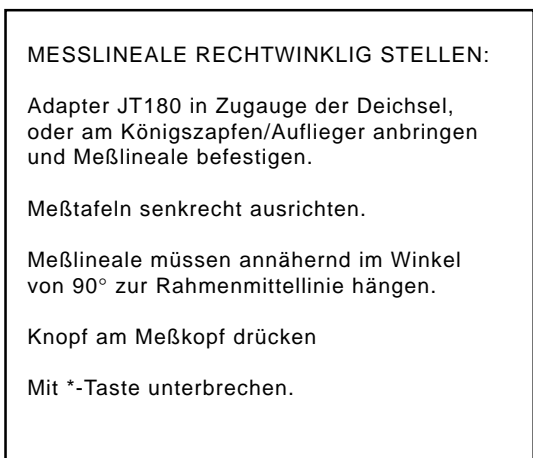 MESSLINEALE RECHTWINKLIG STELLEN:
Adapter JT180 in Zugauge der Deichsel,
oder am Königszapfen/Auflieger anbringen
und Meßlineale befestigen.
Meßtafeln senkrecht ausrichten.
Meßlineale müssen annähernd im Winkel
von 90° zur Rahmenmittellinie hängen.
Knopf am Meßkopf drücken
Mit *-Taste unterbrechen.